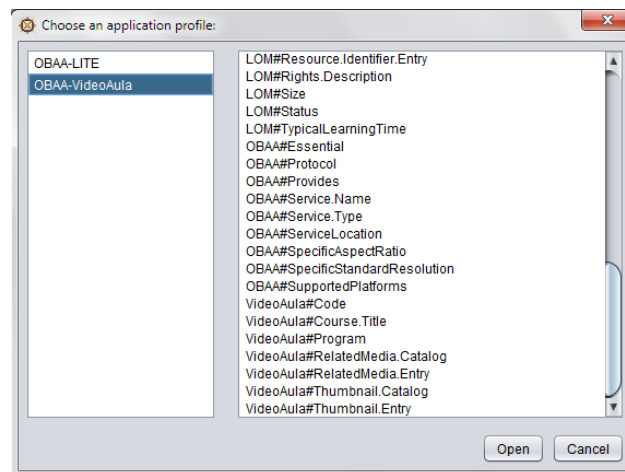 Choose an application profile:
OBAA-LITE
OBAA-VideoAula
LOM#Resource.Identifier.Entry
LOM#Rights.Description
LOM#Size
LOM#Status
LOM#TypicalLearningTime
OBAA#Essential
OBAA#Protocol
OBAA#Provides
OBAA#Service.Name
OBAA#Service.Type
OBAA#ServiceLocation
OBAA#SpecificAspectRatio
OBAA#SpecificStandardResolution
OBAA#SupportedPlatforms
VideoAula#Code
VideoAula#Course.Title
VideoAula#Program
VideoAula#RelatedMedia.Catalog
VideoAula#RelatedMedia.Entry
VideoAula#Thumbnail.Catalog
VideoAula#Thumbnail.Entry
Open
Cancel